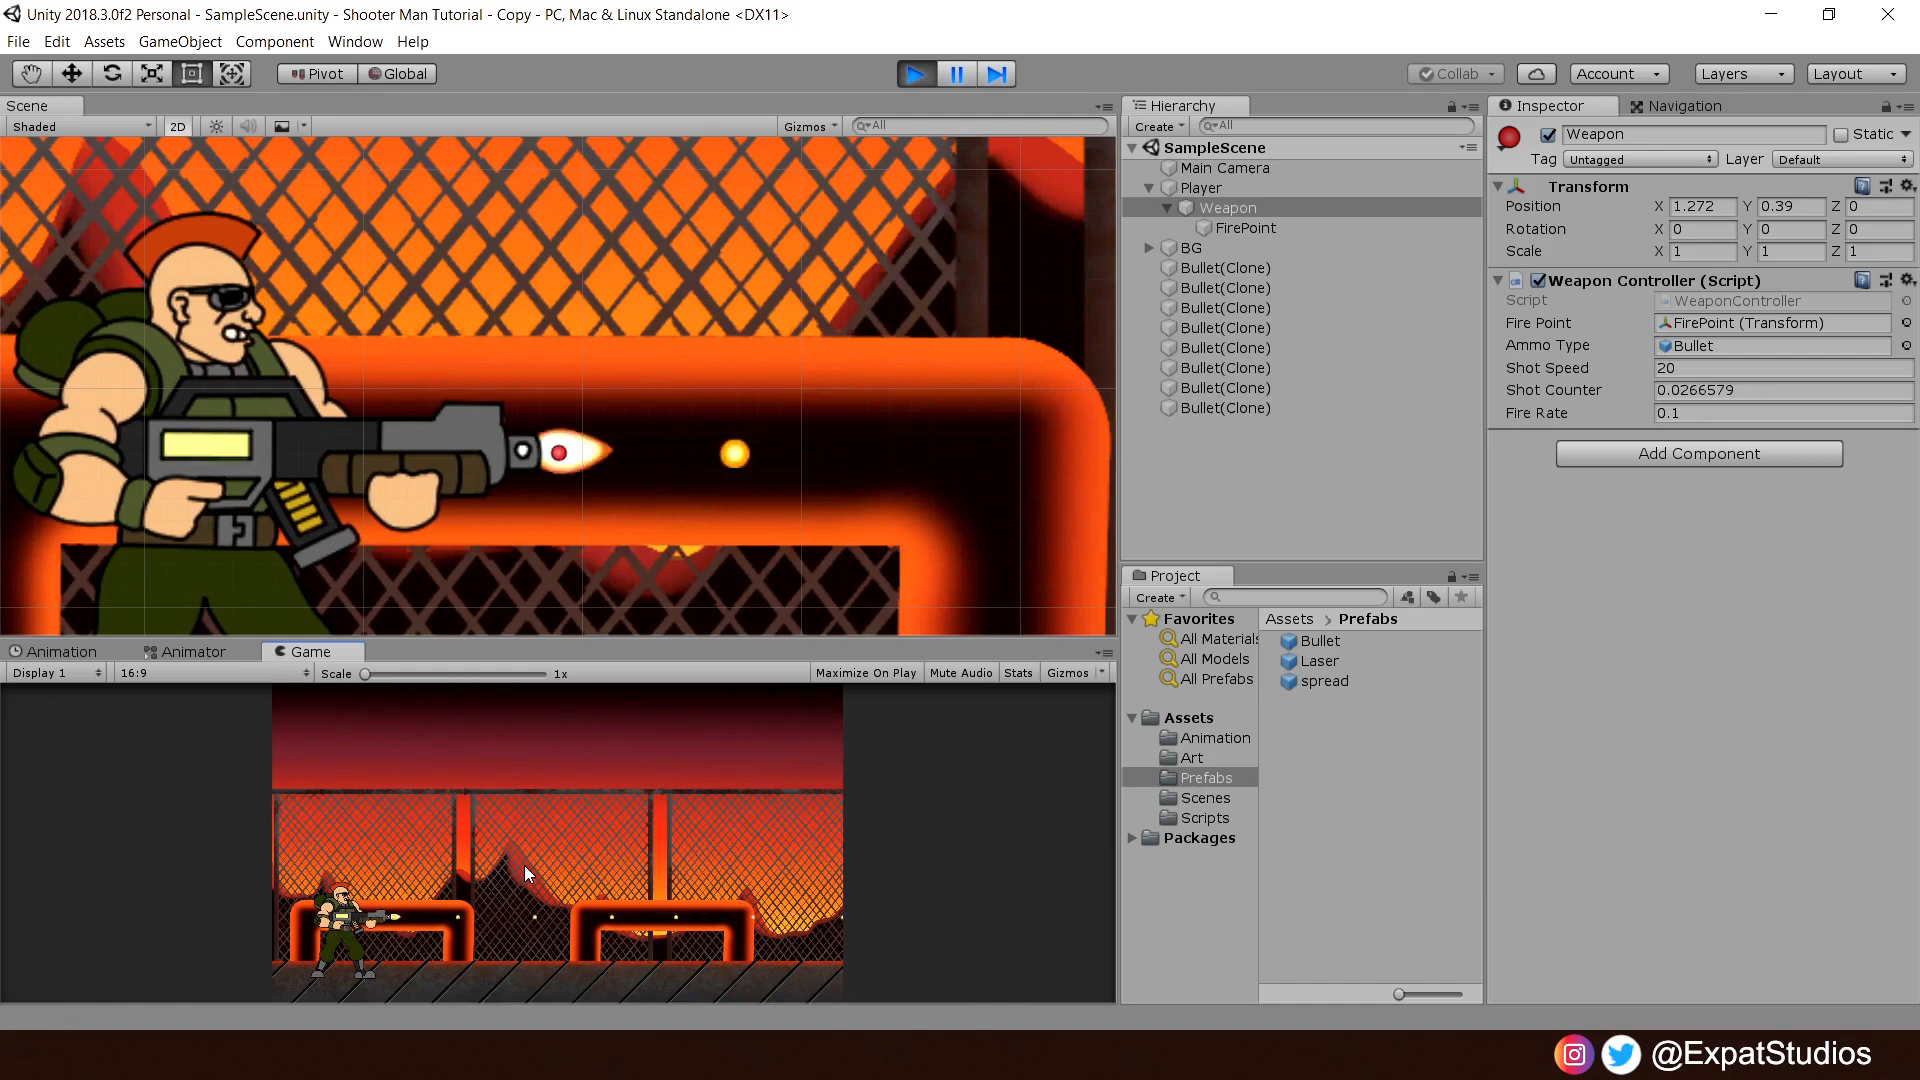 Unity 2018.3.0f2 Personal - SampleScene.unity - Shooter Man Tutorial - Copy - PC, Mac & Linux Standalone <DX11>
File Edit Assets GameObject Component Window Help
Pivot Global Collab Account Layers Layout
Scene
Shaded 2D Gizmos All
Hierarchy
Create All
SampleScene
Main Camera
Player
Weapon
FirePoint
BG
Bullet(Clone)
Bullet(Clone)
Bullet(Clone)
Bullet(Clone)
Bullet(Clone)
Bullet(Clone)
Bullet(Clone)
Bullet(Clone)
Inspector Navigation
Weapon Static
Tag Untagged Layer Default
Transform
Position X 1.272 Y 0.39 Z 0
Rotation X 0 Y 0 Z 0
Scale X 1 Y 1 Z 1
Weapon Controller (Script)
Script WeaponController
Fire Point FirePoint (Transform)
Ammo Type Bullet
Shot Speed 20
Shot Counter 0.0266579
Fire Rate 0.1
Add Component
Animation Animator Game
Display 1 16:9 Scale 1x Maximize On Play Mute Audio Stats Gizmos
Project
Create
Favorites
All Materials
All Models
All Prefabs
Assets
Animation
Art
Prefabs
Scenes
Scripts
Packages
Assets > Prefabs
Bullet
Laser
spread
@ExpatStudios